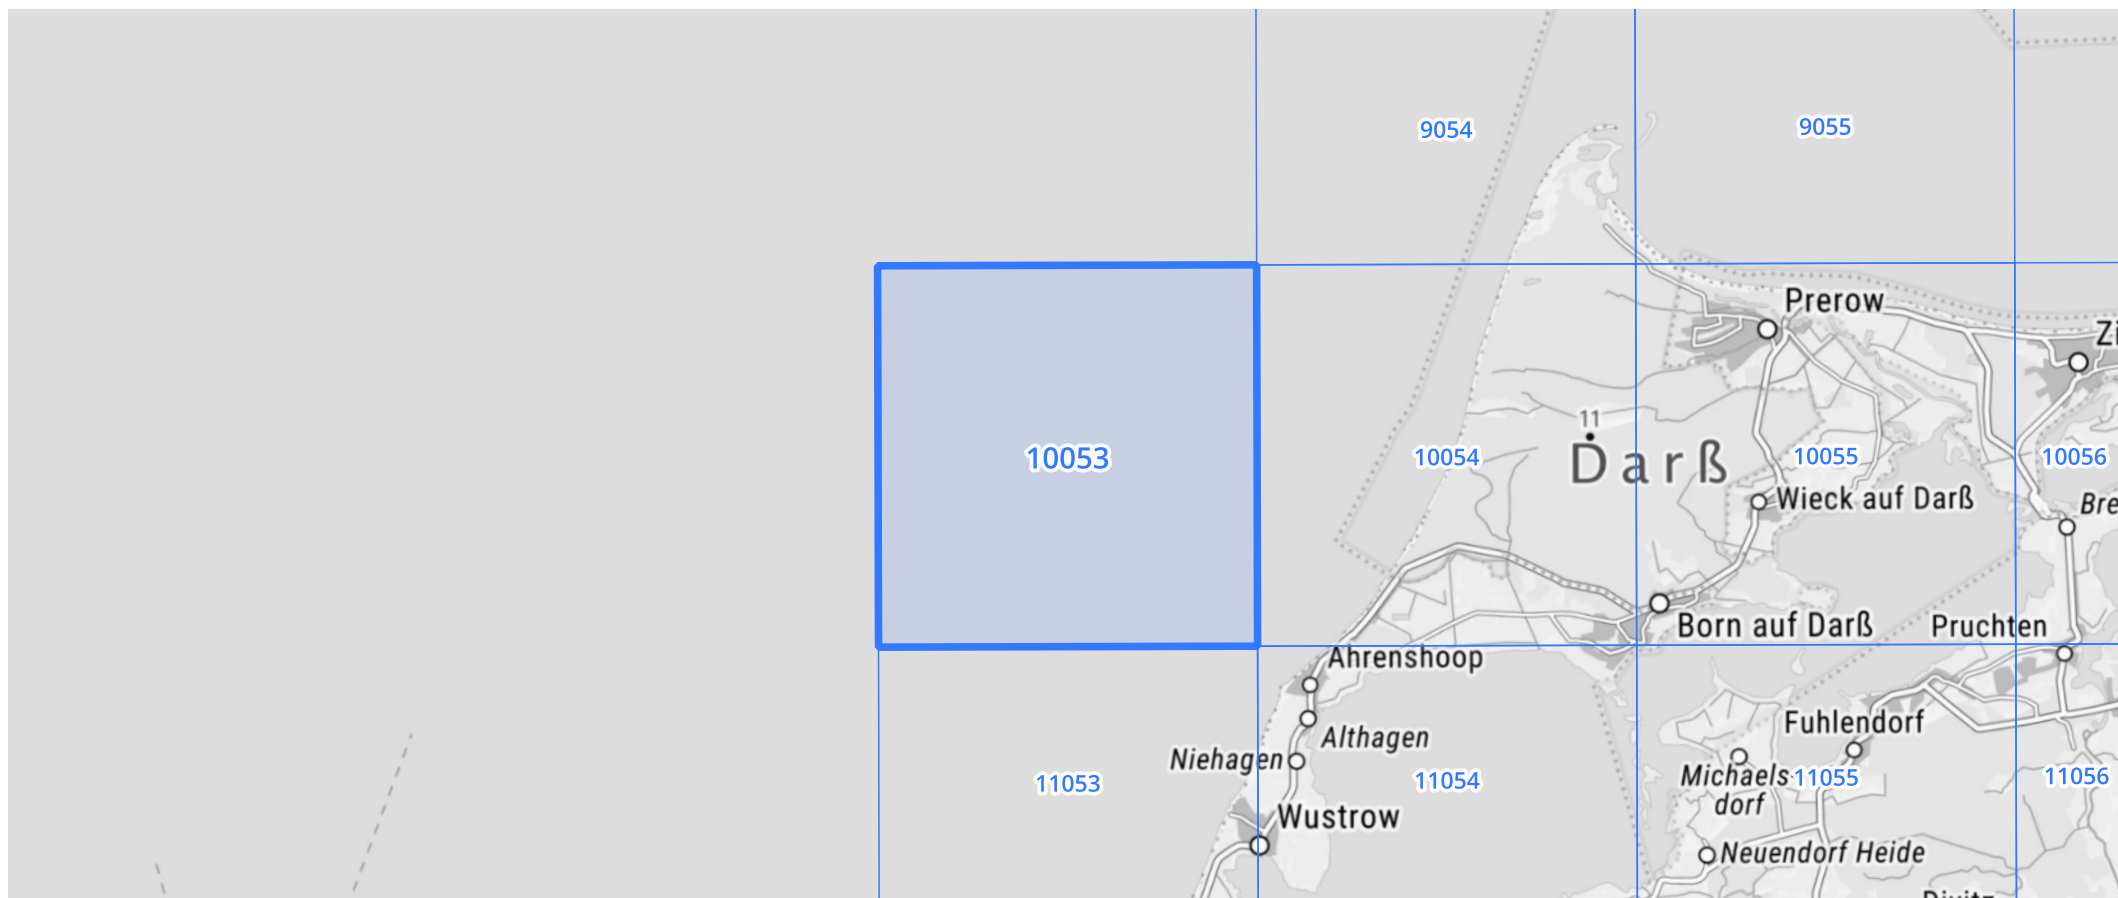 9054
9055
Prerow
Zi
11
Darß
10053
10054
10055
10056
Wieck auf Darß
Bre
Born auf Darß
Pruchten
Ahrenshoop
Althagen
Fuhlendorf
Niehagen
11053
11054
Michaels-
dorf
11055
11056
Wustrow
Neuendorf Heide